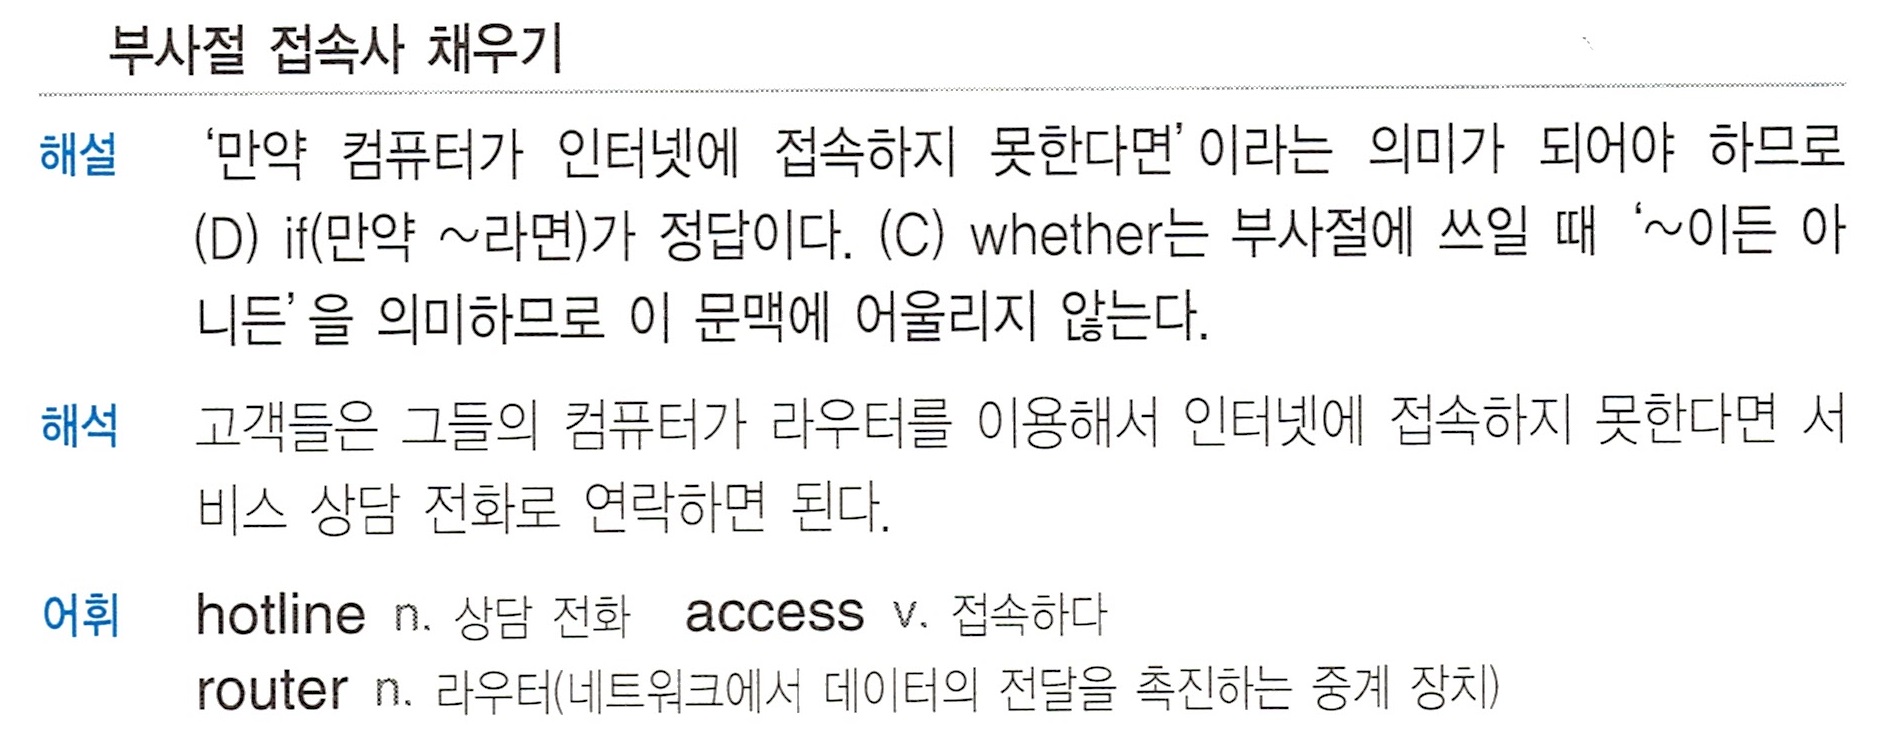 부사절 접속사 채우기
해설 '만약 컴퓨터가 인터넷에 접속하지 못한다면'이라는 의미가 되어야 하므로
(D) if(만약 ~라면)가 정답이다. (C) whether는 부사절에 쓰일 때 '~이든 아
니든'을 의미하므로 이 문맥에 어울리지 않는다.
해석 고객들은 그들의 컴퓨터가 라우터를 이용해서 인터넷에 접속하지 못한다면 서
비스 상담 전화로 연락하면 된다.
어휘 hotline n. 상담 전화 access v. 접속하다
router n. 라우터(네트워크에서 데이터의 전달을 촉진하는 중계 장치)